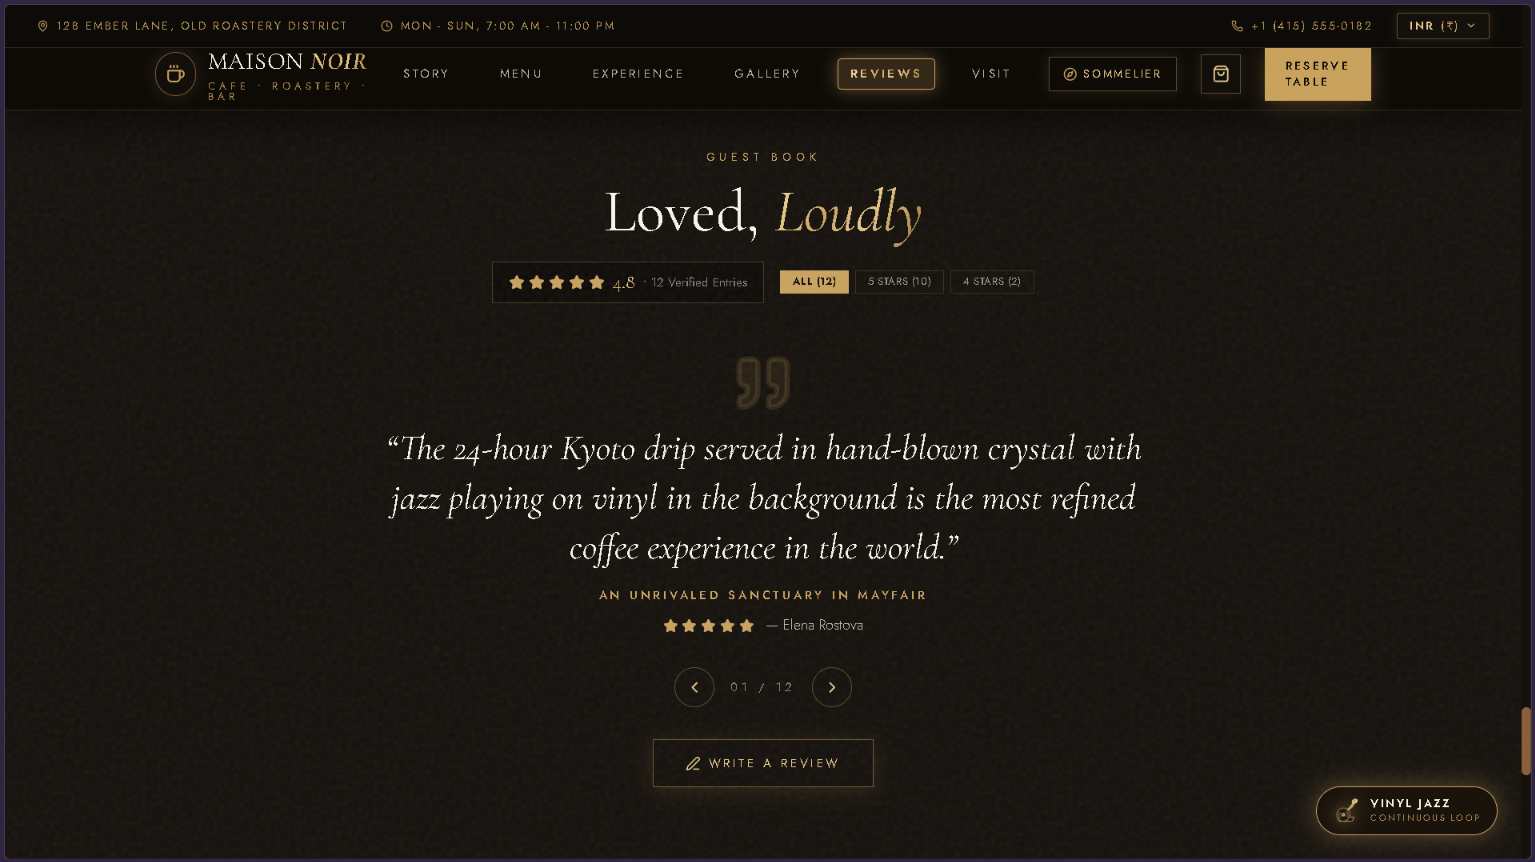 128 EMBER LANE, OLD ROASTERY DISTRICT
MON - SUN, 7:00 AM - 11:00 PM
+1 (415) 555-0182
INR (₹)
MAISON NOIR
CAFE · ROASTERY ·
BAR
STORY
MENU
EXPERIENCE
GALLERY
REVIEWS
VISIT
SOMMELIER
RESERVE
TABLE
GUEST BOOK
Loved, Loudly
4.8 · 12 Verified Entries
ALL (12)
5 STARS (10)
4 STARS (2)
“The 24-hour Kyoto drip served in hand-blown crystal with
jazz playing on vinyl in the background is the most refined
coffee experience in the world.”
AN UNRIVALED SANCTUARY IN MAYFAIR
— Elena Rostova
01 / 12
WRITE A REVIEW
VINYL JAZZ
CONTINUOUS LOOP